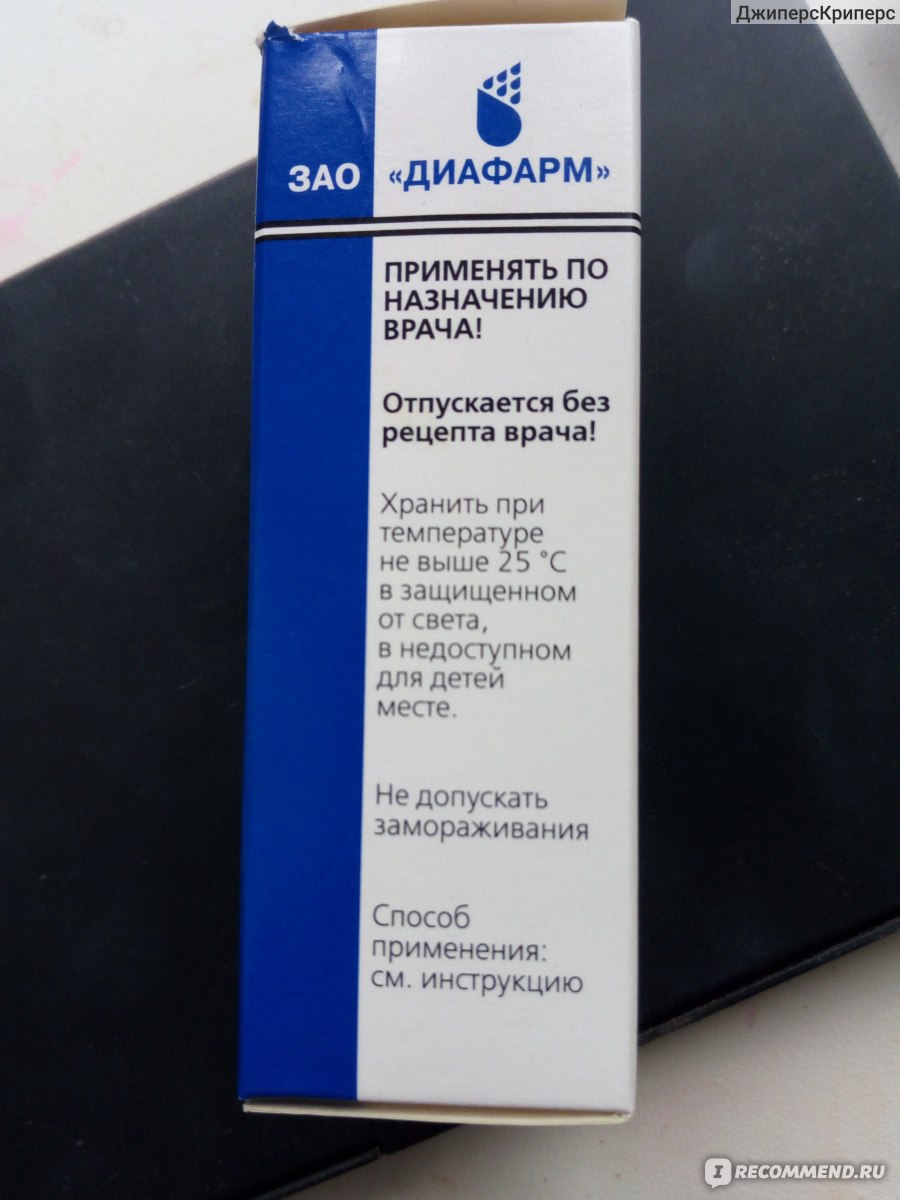 ДжиперсКриперс
ЗАО «ДИАФАРМ»
ПРИМЕНЯТЬ ПО
НАЗНАЧЕНИЮ
ВРАЧА!
Отпускается без
рецепта врача!
Хранить при
температуре
не выше 25 °С
в защищенном
от света,
в недоступном
для детей
месте.
Не допускать
замораживания
Способ
применения:
см. инструкцию
IRECOMMEND.RU